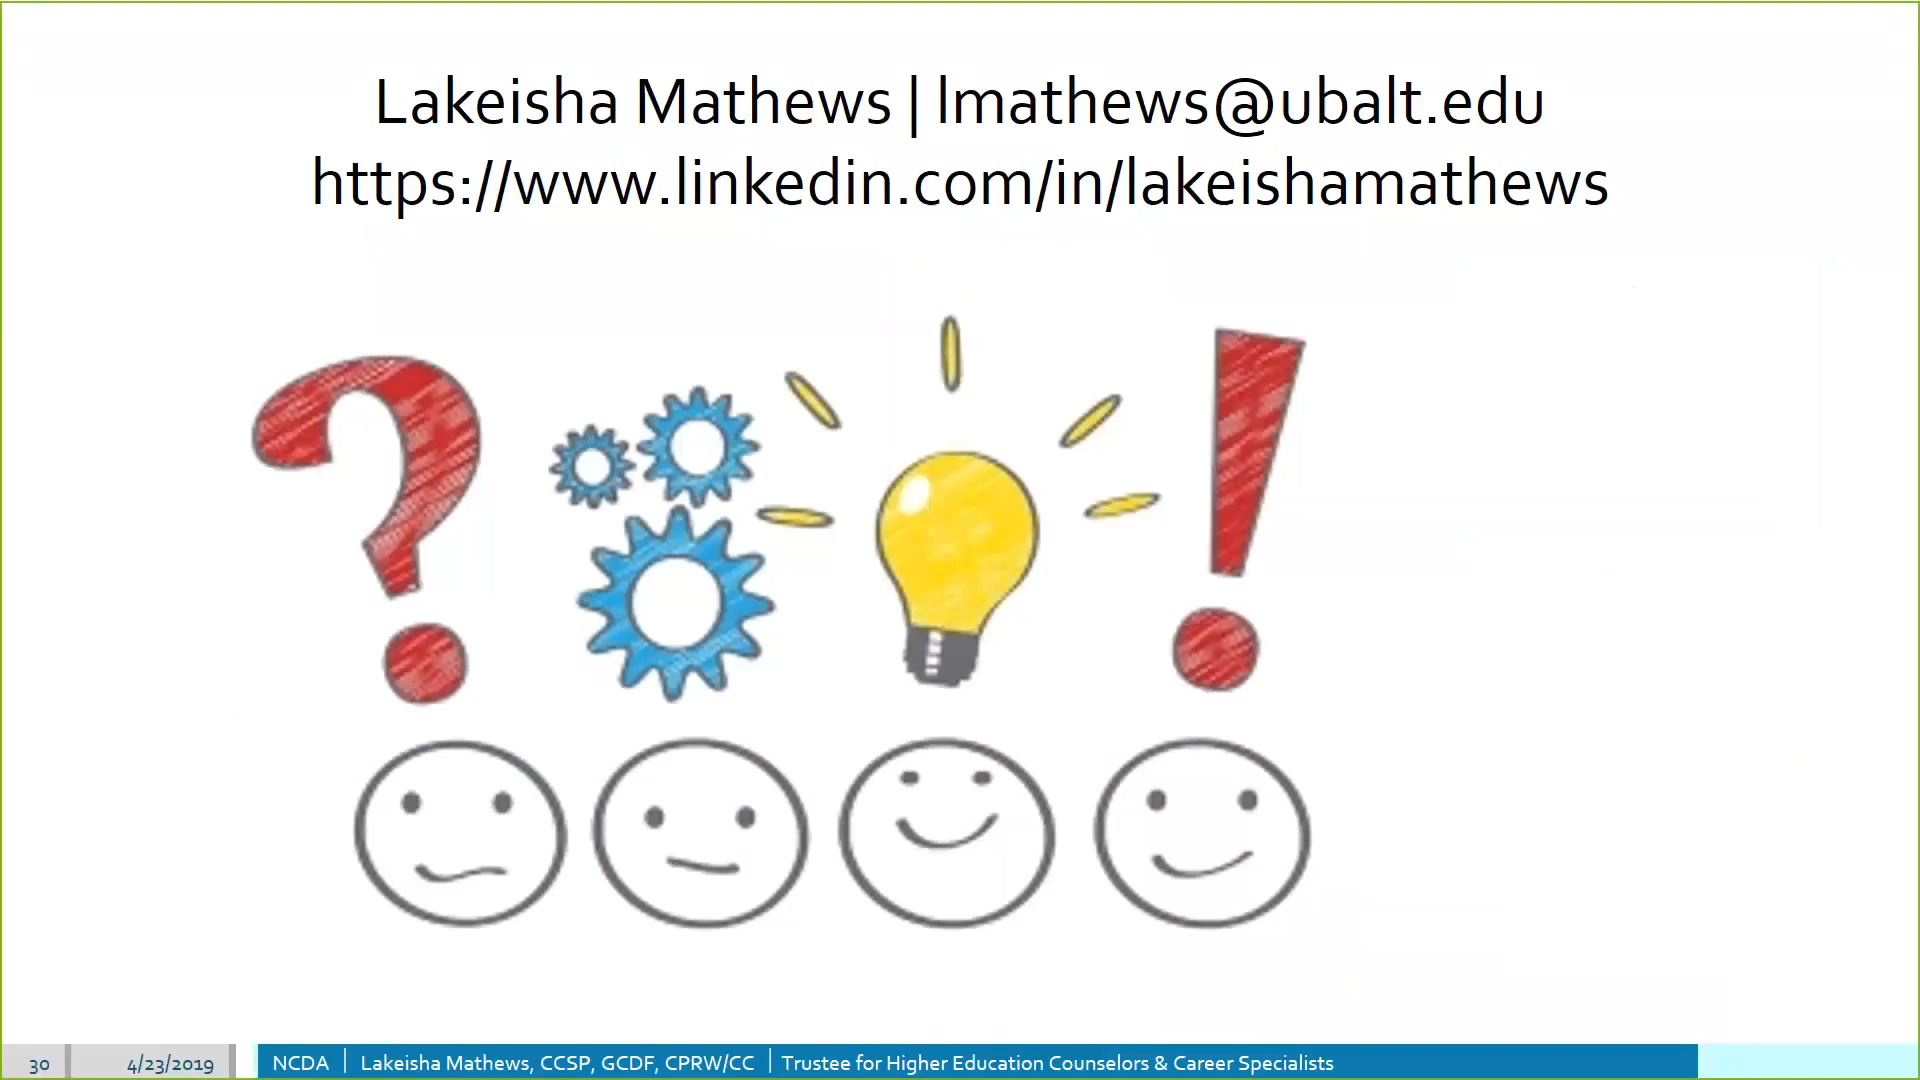 Lakeisha Mathews | lmathews@ubalt.edu
https://www.linkedin.com/in/lakeishamathews
30 4/23/2019 NCDA | Lakeisha Mathews, CCSP, GCDF, CPRW/CC | Trustee for Higher Education Counselors & Career Specialists